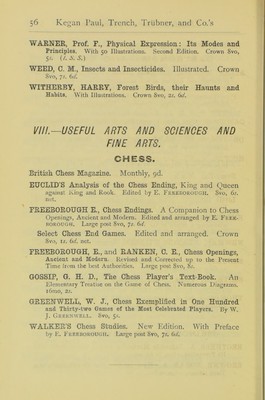 56 Kegan Paul, Trench, Trübner, and Co.'s
WARNER, Prof. F., Physical Expression: Its Modes and
Principles. With 50 Illustrations. Second Edition. Crown 8vo,
5s. (I. S. S.)
WEED, C. M., Insects and Insecticides. Illustrated. Crown
8vo, 7s. 6d.
WITHERBY, HARRY, Forest Birds, their Haunts and
Habits. With Illustrations. Crown 8vo, 2s. 6d.
VIII.—USEFUL ARTS AND SCIENCES AND
FINE ARTS.
CHESS.
British Chess Magazine. Monthly, 9d.
EUCLID'S Analysis of the Chess Ending, King and Queen
against King and Rook. Edited by E. FREEBOROUGH. 8vo, 6s.
net.
FREEBOROUGH E., Chess Endings. A Companion to Chess
Openings, Ancient and Modern. Edited and arranged by E. FREE-
BOROUGH. Large post 8vo, 7s. 6d.
Select Chess End Games. Edited and arranged. Crown
8vo, 1s. 6d. net.
FREEBOROUGH, E., and RANKEN, C. E., Chess Openings,
Ancient and Modern. Revised and Corrected up to the Present
Time from the best Authorities. Large post 8vo, 8s.
GOSSIP, G. H. D., The Chess Player's Text-Book. An
Elementary Treatise on the Game of Chess. Numerous Diagrams.
16mo, 2s.
GREENWELL, W. J., Chess Exemplified in One Hundred
and Thirty-two Games of the Most Celebrated Players. By W.
J. GREENWELL. 8vo, 5s.
WALKER'S Chess Studies. New Edition. With Preface
by E. FREEBOROUGH. Large post 8vo, 7s. 6d.